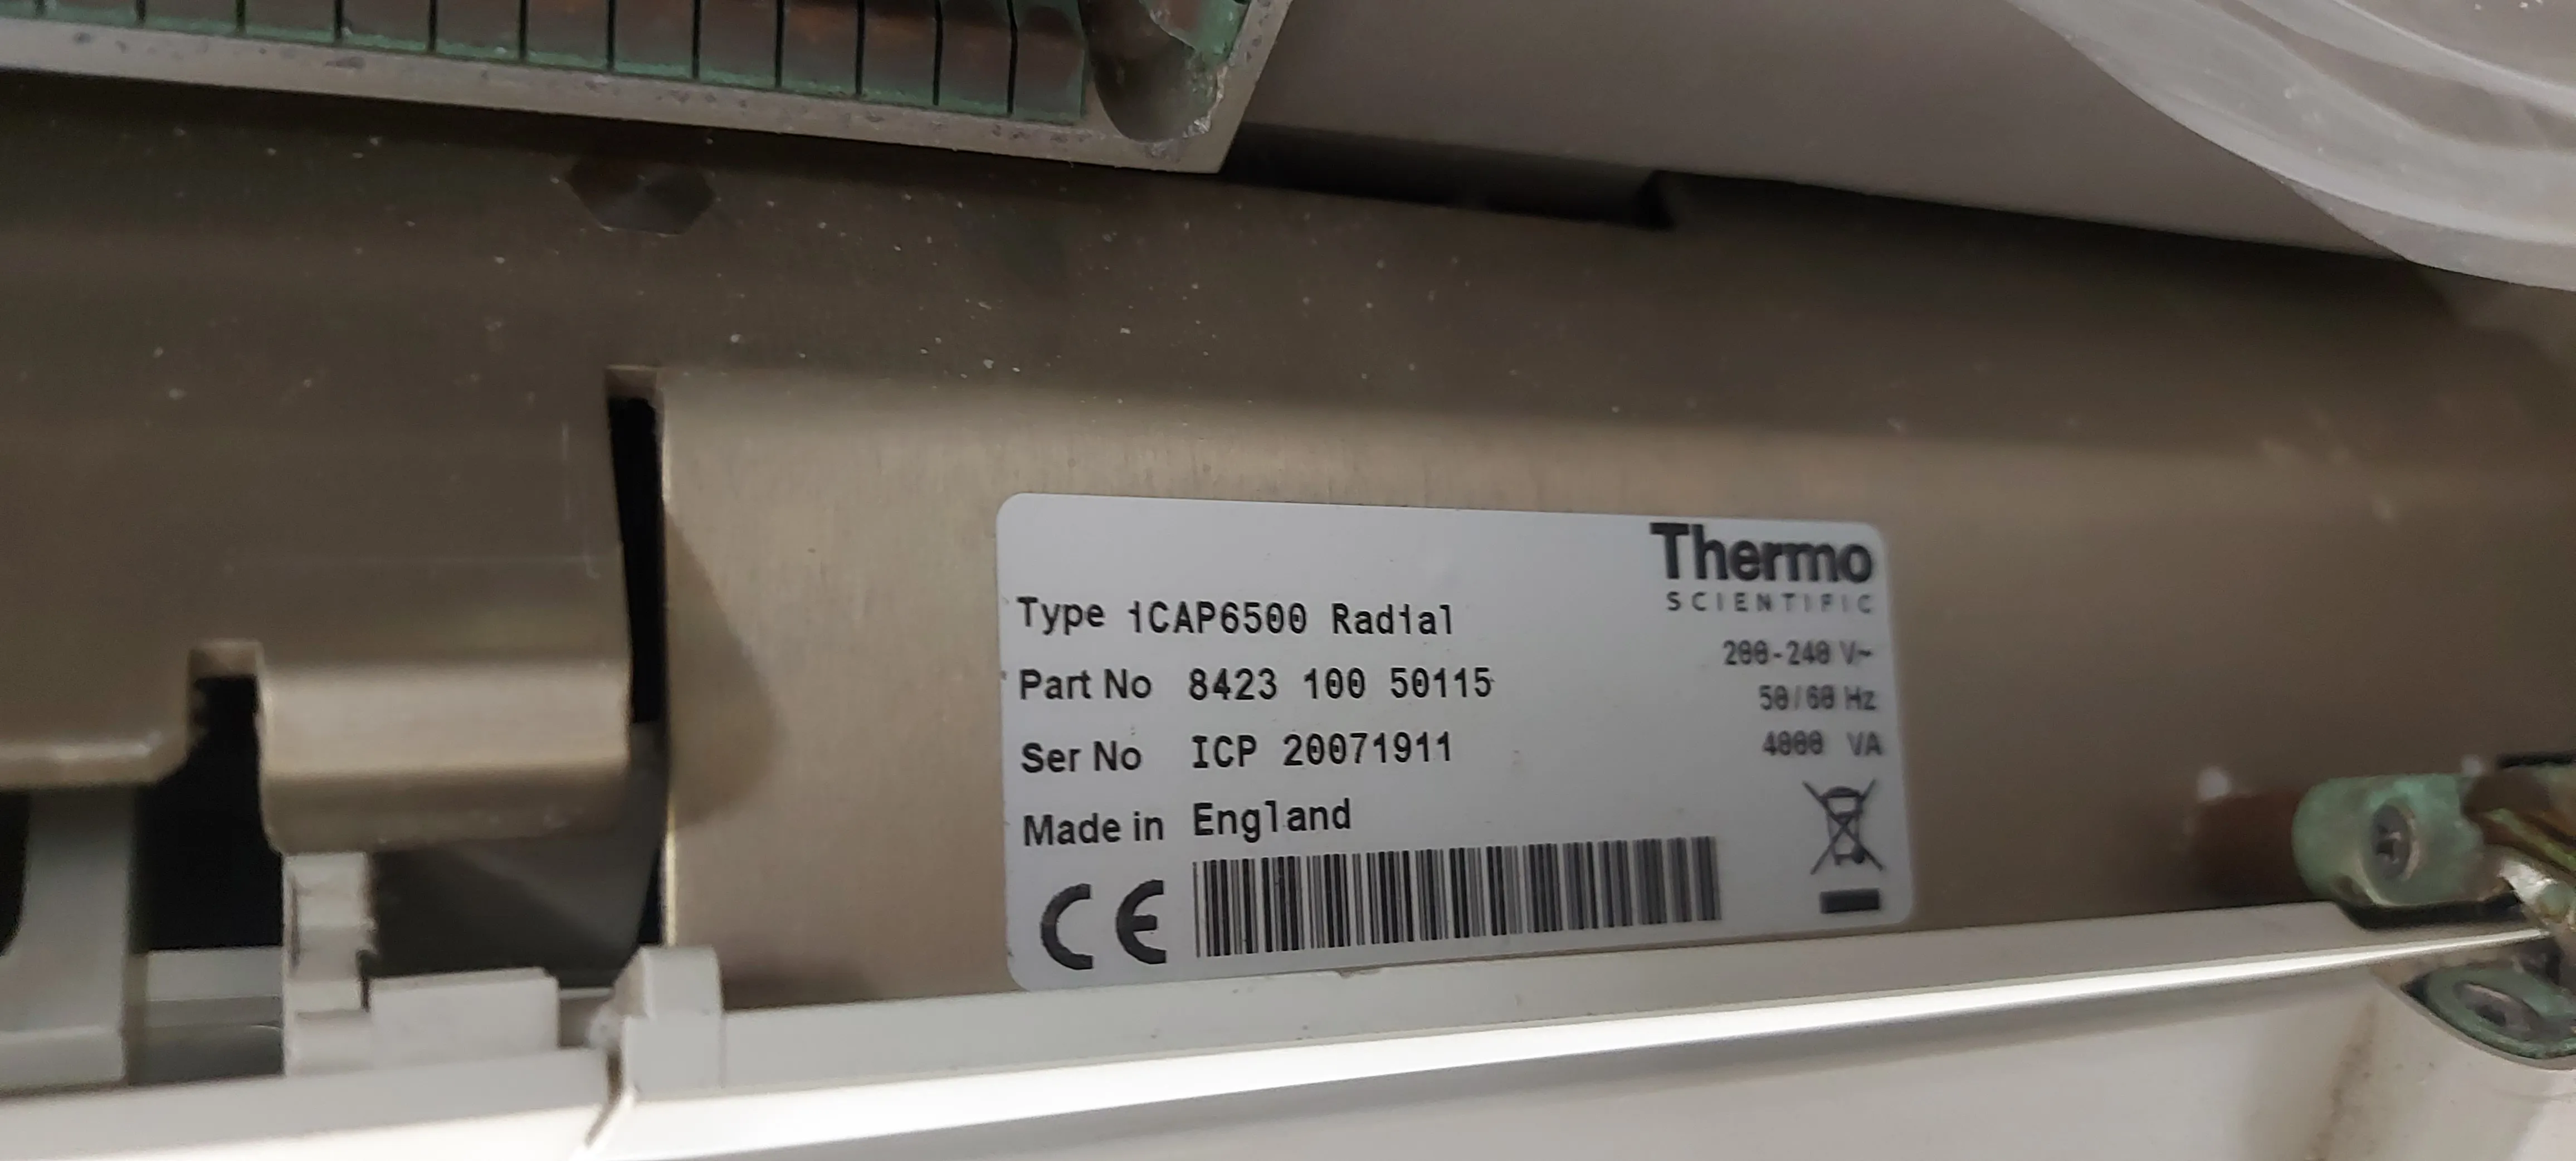 Thermo
SCIENTIFIC
Type iCAP6500 Radial
200-240 V~
Part No 8423 100 50115
50/60 Hz
Ser No ICP 20071911
4000 VA
Made in England
CE